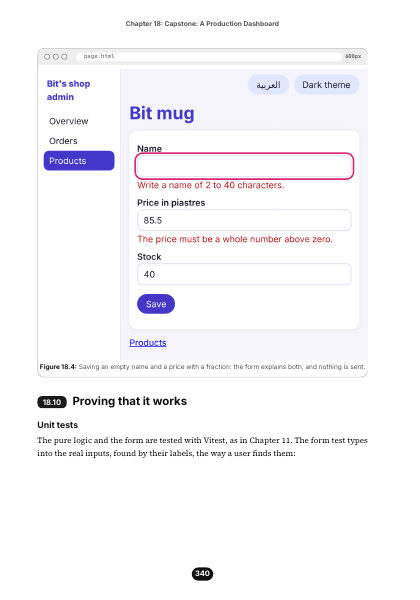 Chapter 18: Capstone: A Production Dashboard
page.html
600px
Bit's shop
admin
العربية
Dark theme
Overview
Orders
Products
Bit mug
Name
Write a name of 2 to 40 characters.
Price in piastres
85.5
The price must be a whole number above zero.
Stock
40
Save
Products
Figure 18.4: Saving an empty name and a price with a fraction: the form explains both, and nothing is sent.
18.10 Proving that it works
Unit tests
The pure logic and the form are tested with Vitest, as in Chapter 11. The form test types
into the real inputs, found by their labels, the way a user finds them:
340